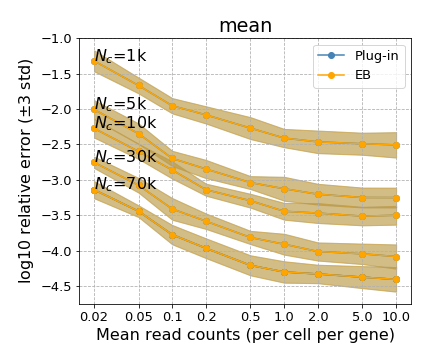 mean
−1.0
−1.5
−2.0
−2.5
−3.0
−3.5
−4.0
−4.5
log10 relative error (±3 std)
N_c=1k
N_c=5k
N_c=10k
N_c=30k
N_c=70k
Plug-in
EB
0.02 0.05 0.1 0.2 0.5 1.0 2.0 5.0 10.0
Mean read counts (per cell per gene)